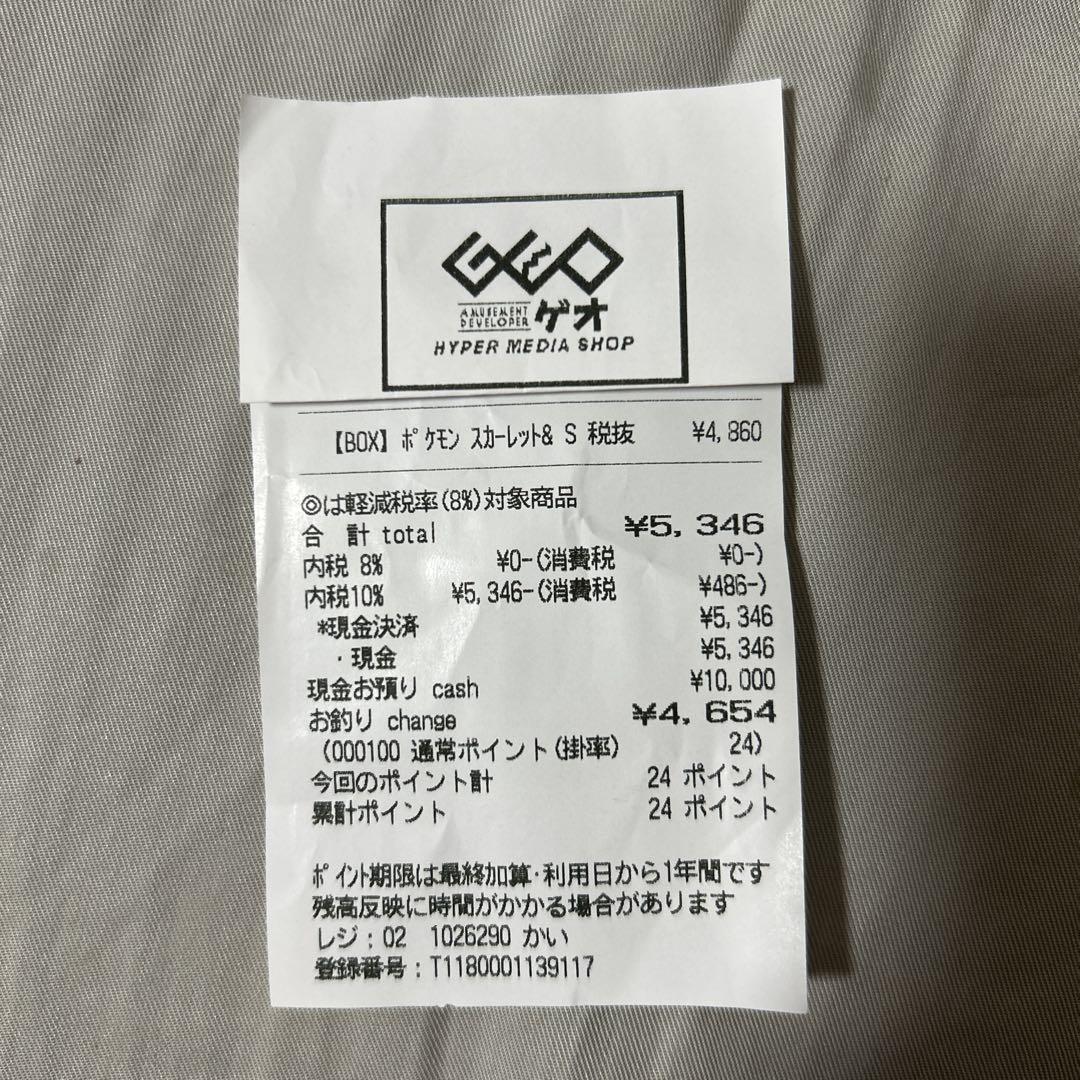 GEO
AMUSEMENT DEVELOPER ゲオ
HYPER MEDIA SHOP
【BOX】ポケモン スカーレット& S 税抜 ¥4,860
◎は軽減税率(8%)対象商品
合 計 total ¥5,346
内税 8% ¥0-(消費税 ¥0-)
内税10% ¥5,346-(消費税 ¥486-)
*現金決済 ¥5,346
・現金 ¥5,346
現金お預り cash ¥10,000
お釣り change ¥4,654
(000100 通常ポイント(掛率) 24)
今回のポイント計 24 ポイント
累計ポイント 24 ポイント
ポイント期限は最終加算・利用日から1年間です
残高反映に時間がかかる場合があります
レジ:02 1026290 かい
登録番号:T1180001139117